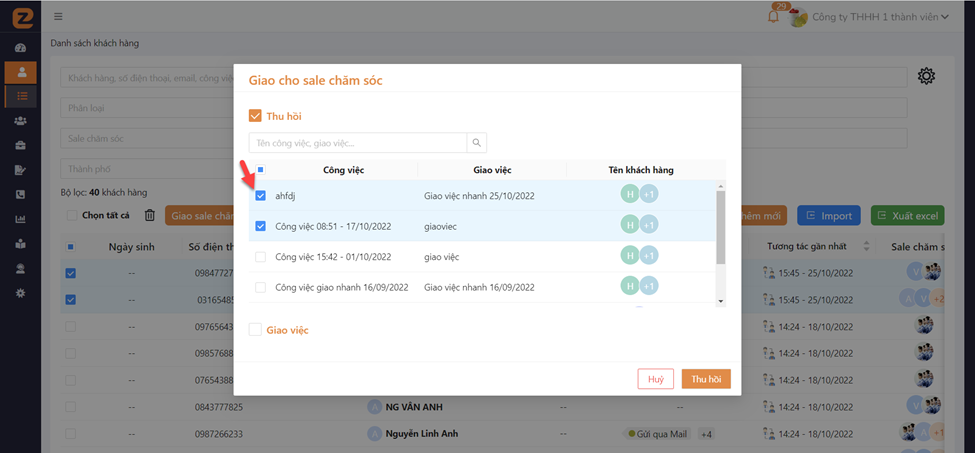 29
Công ty THHH 1 thành viên
Danh sách khách hàng
Khách hàng, số điện thoại, email, công việ
Phân loại
Sale chăm sóc
Thành phố
Bộ lọc: 40 khách hàng
Chọn tất cả
Giao sale chăm
hêm mới
Import
Xuất excel
Giao cho sale chăm sóc
Thu hồi
Tên công việc, giao việc...
Công việc Giao việc Tên khách hàng
ahfdj Giao việc nhanh 25/10/2022 H +1
Công việc 08:51 - 17/10/2022 giaoviec H +1
Công việc 15:42 - 01/10/2022 giao việc H +1
Công việc giao nhanh 16/09/2022 Giao việc nhanh 16/09/2022 H +1
Giao việc
Huỷ
Thu hồi
Ngày sinh Số điện th Tương tác gần nhất Sale chăm s
-- 098477727 15:45 - 25/10/2022 V
-- 03165485 15:45 - 25/10/2022 A V +2
-- 09765643 14:24 - 18/10/2022
-- 09857688 14:24 - 18/10/2022
-- 07654388 14:24 - 18/10/2022
-- 0843777825 A NG VÂN ANH -- -- 14:24 - 18/10/2022 V
-- 0987266233 A Nguyễn Linh Anh -- Gửi qua Mail +4 14:24 - 18/10/2022 A +